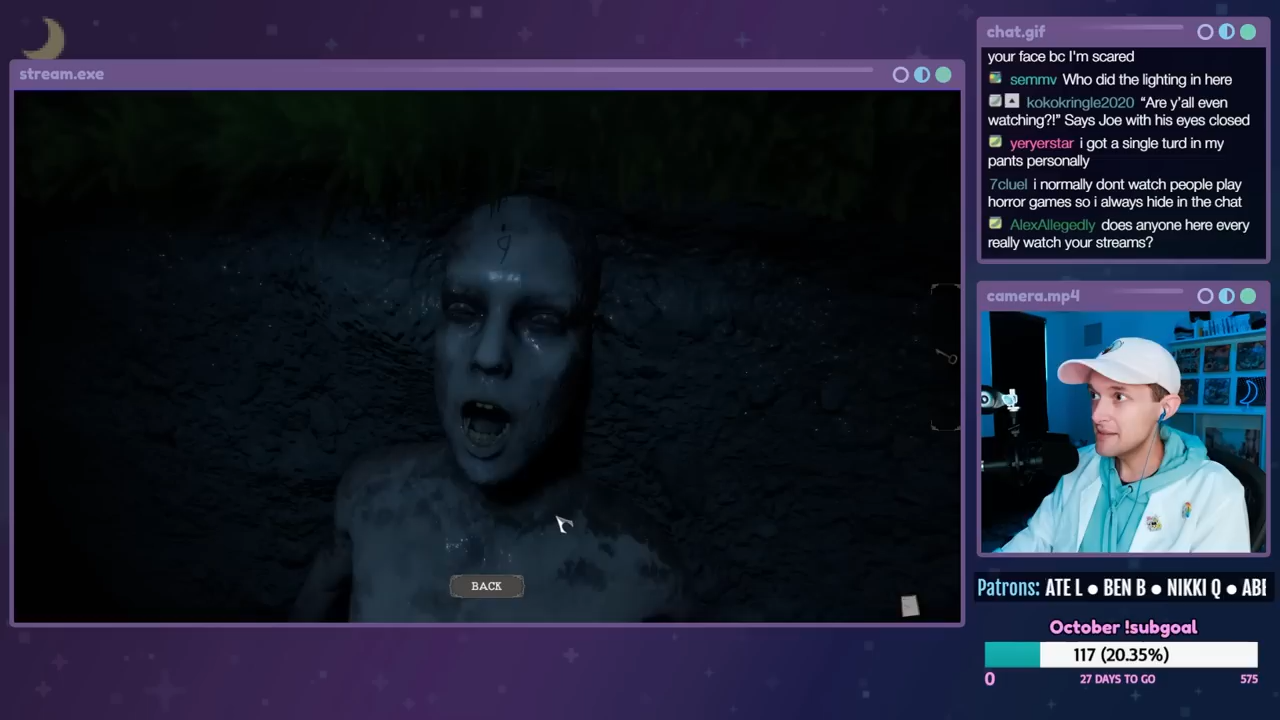 stream.exe
BACK
chat.gif
your face bc I'm scared
semmv Who did the lighting in here
kokokringle2020 “Are y'all even
watching?!” Says Joe with his eyes closed
yeryerstar i got a single turd in my
pants personally
7cluel i normally dont watch people play
horror games so i always hide in the chat
AlexAllegedly does anyone here every
really watch your streams?
camera.mp4
Patrons: ATE L ● BEN B ● NIKKI Q ● ABE
October !subgoal
117 (20.35%)
0 27 DAYS TO GO 575